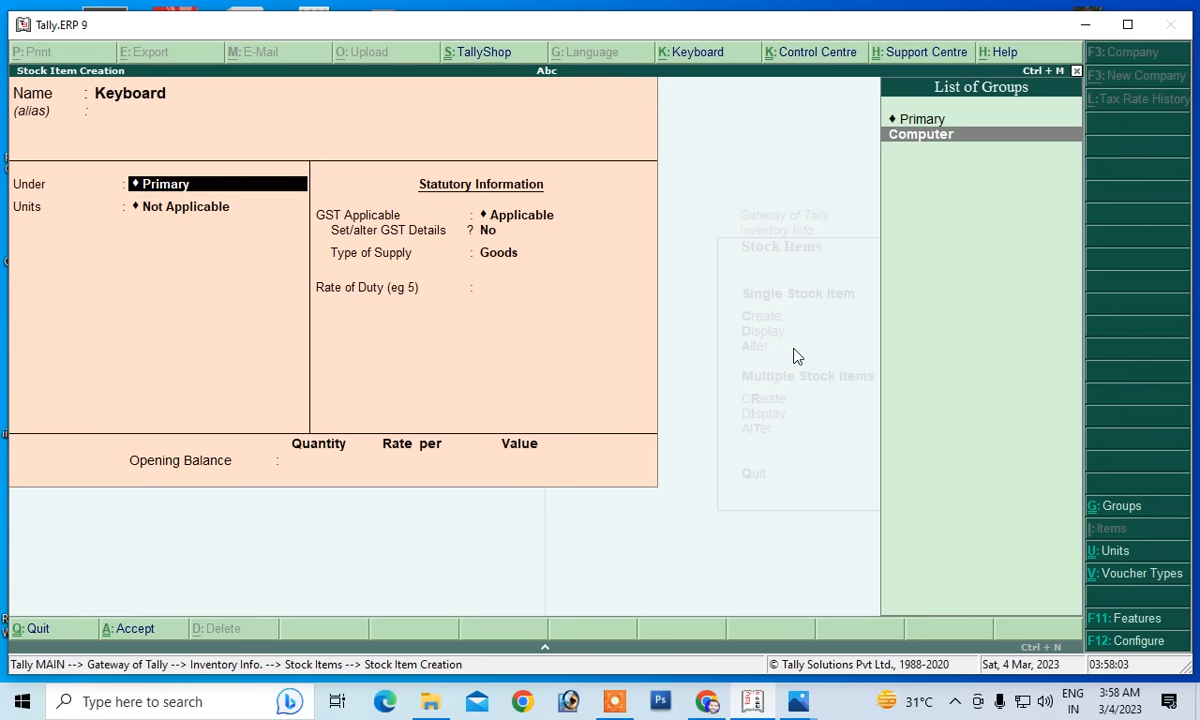 Tally.ERP 9
P: Print
E: Export
M: E-Mail
O: Upload
S: TallyShop
G: Language
K: Keyboard
K: Control Centre
H: Support Centre
H: Help
F3: Company
Stock Item Creation
Abc
Ctrl + M
F3: New Company
L: Tax Rate History
Name : Keyboard
(alias) :
List of Groups
♦ Primary
Computer
Under : ♦ Primary
Units : ♦ Not Applicable
Statutory Information
GST Applicable : ♦ Applicable
Set/alter GST Details ? No
Type of Supply : Goods
Rate of Duty (eg 5) :
Gateway of Tally
Inventory Info.
Stock Items
Single Stock Item
Create
Display
Alter
Multiple Stock Items
CReate
DIsplay
AlTer
Quit
Quantity Rate per Value
Opening Balance :
G: Groups
I: Items
U: Units
V: Voucher Types
F11: Features
F12: Configure
Q: Quit
A: Accept
D: Delete
Ctrl + N
Tally MAIN --> Gateway of Tally --> Inventory Info. --> Stock Items --> Stock Item Creation
© Tally Solutions Pvt Ltd., 1988-2020
Sat, 4 Mar, 2023
03:58:03
Type here to search
Ps
31°C
ENG
IN
3:58 AM
3/4/2023